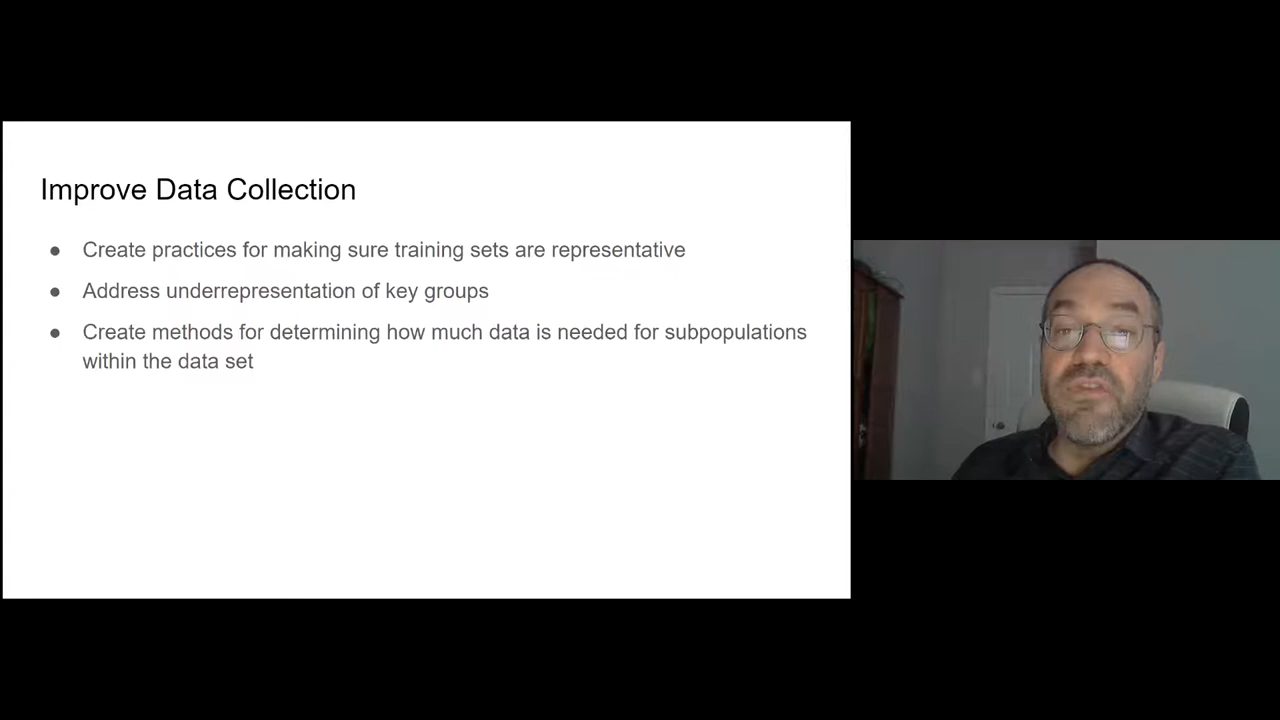 Improve Data Collection
● Create practices for making sure training sets are representative
● Address underrepresentation of key groups
● Create methods for determining how much data is needed for subpopulations
within the data set